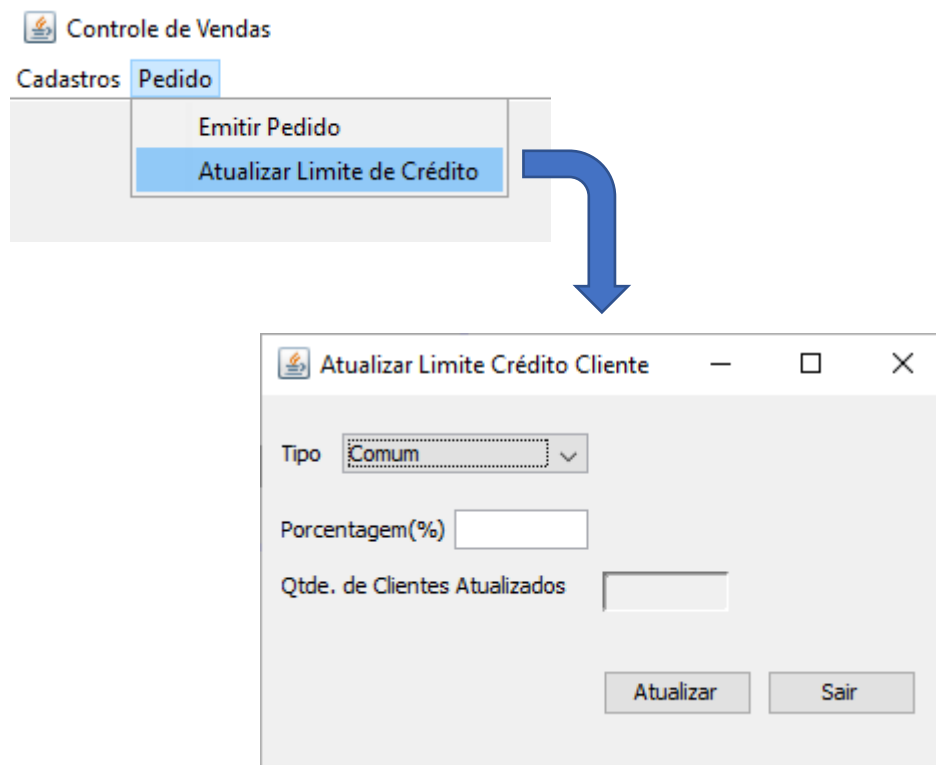 Controle de Vendas
Cadastros Pedido
Emitir Pedido
Atualizar Limite de Crédito
Atualizar Limite Crédito Cliente
Tipo Comum
Porcentagem(%)
Qtde. de Clientes Atualizados
Atualizar Sair